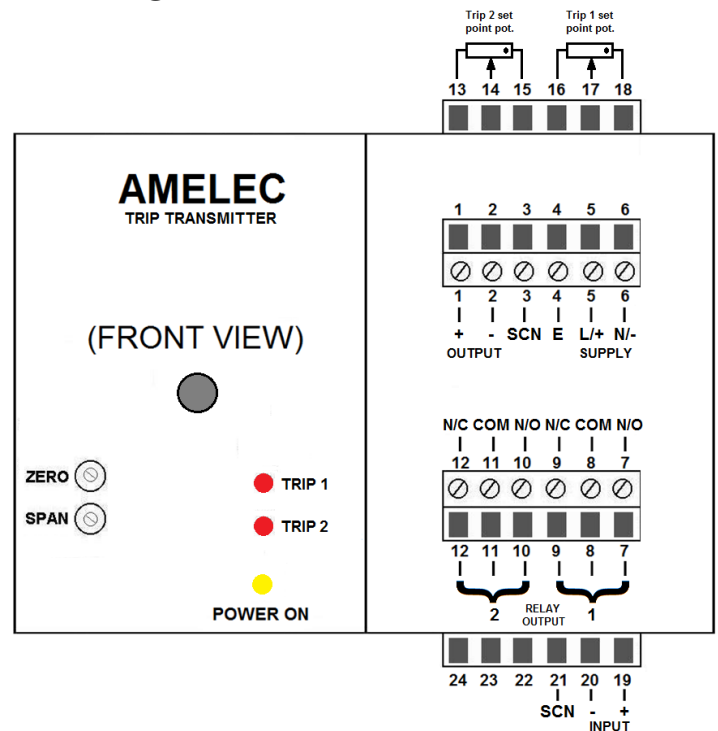 Trip 2 set
point pot.
Trip 1 set
point pot.
13 14 15 16 17 18
AMELEC
TRIP TRANSMITTER
(FRONT VIEW)
ZERO
SPAN
TRIP 1
TRIP 2
POWER ON
1 2 3 4 5 6
1 2 3 4 5 6
+ - SCN E L/+ N/-
OUTPUT SUPPLY
N/C COM N/O N/C COM N/O
12 11 10 9 8 7
12 11 10 9 8 7
2 RELAY OUTPUT 1
24 23 22 21 20 19
SCN - +
INPUT